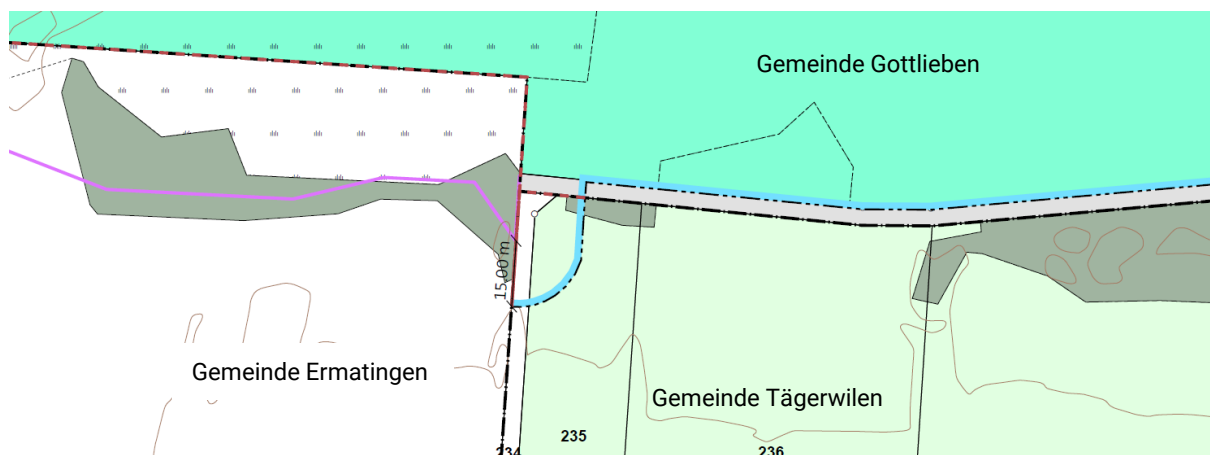 Gemeinde Gottlieben
15.00 m
Gemeinde Ermatingen
Gemeinde Tägerwilen
235
234
236